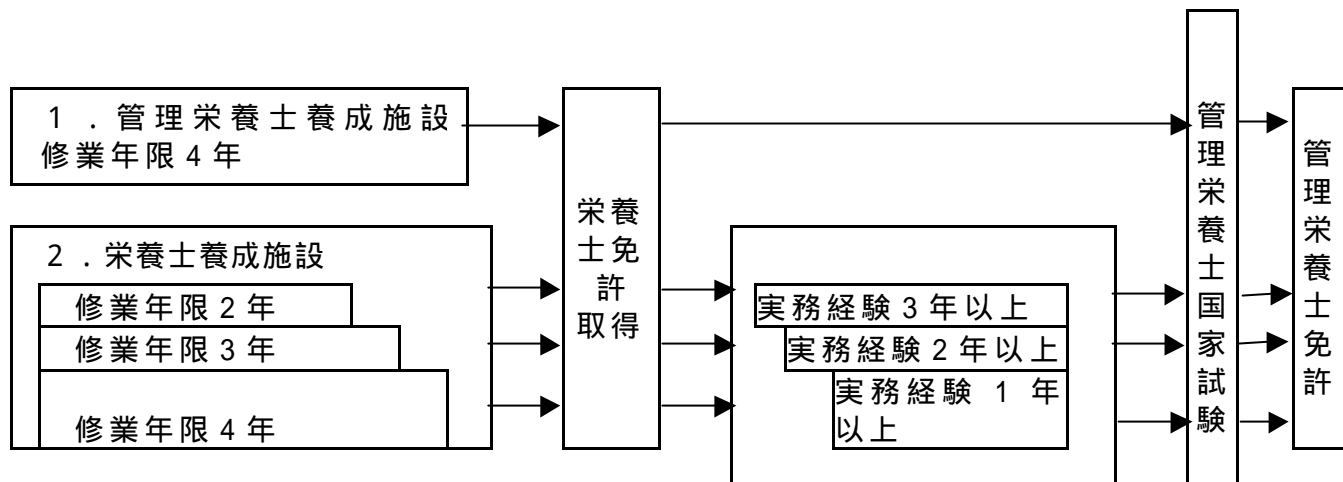 1．管理栄養士養成施設
修業年限4年
2．栄養士養成施設
修業年限2年
修業年限3年
修業年限4年
栄養
士免
許
取得
実務経験3年以上
実務経験2年以上
実務経験1年
以上
管理栄養士国家試験
管理栄養士免許